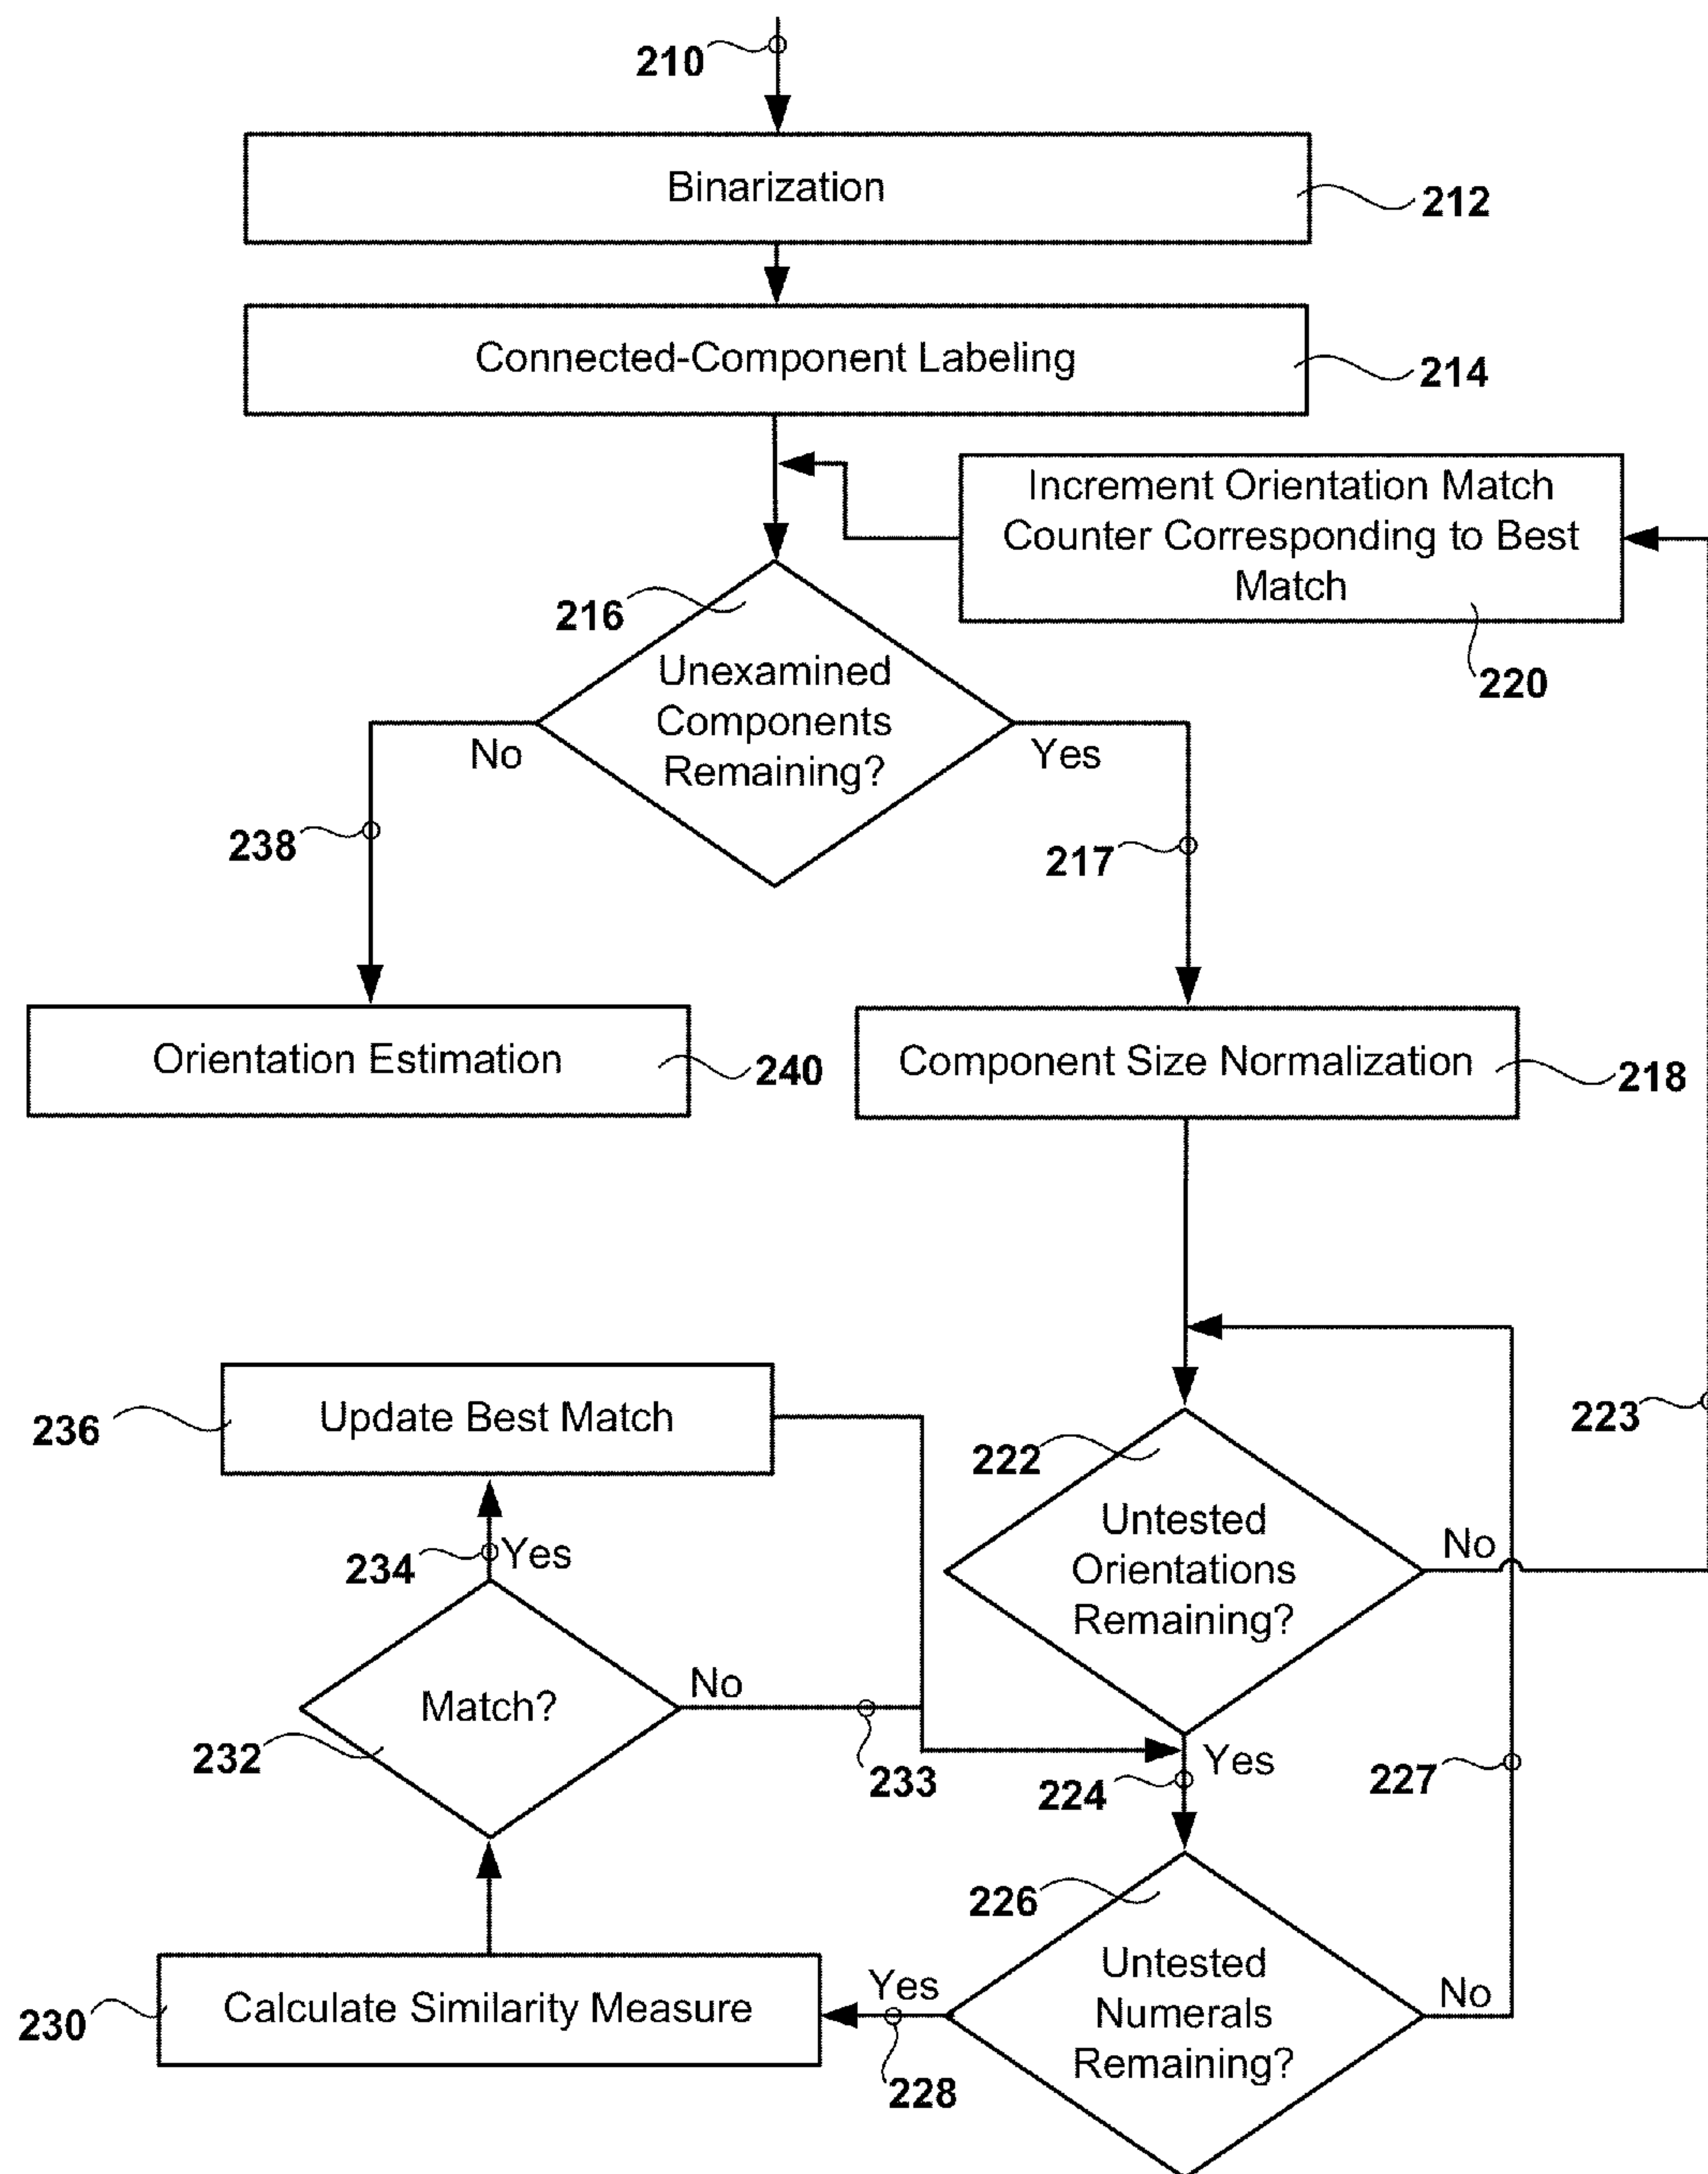 210
Binarization
212
Connected-Component Labeling
214
Increment Orientation Match
Counter Corresponding to Best
Match
220
216
Unexamined
Components
Remaining?
No
Yes
238
217
Orientation Estimation
240
Component Size Normalization
218
Update Best Match
236
223
222
Untested
Orientations
Remaining?
No
234
Yes
Match?
No
232
233
Yes
224
227
226
Untested
Numerals
Remaining?
No
Yes
228
Calculate Similarity Measure
230